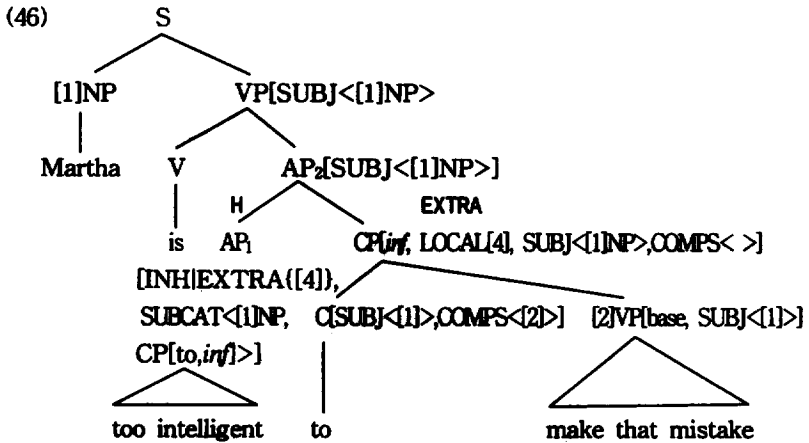 (46) S
[1]NP VP[SUBJ<[1]NP>
Martha V AP₂[SUBJ<[1]NP>]
H EXTRA
is AP₁ CP[inf, LOCAL[4], SUBJ<[1]NP>,COMPS< >]
[INH|EXTRA{[4]},
SUBCAT<[1]NP, C[SUBJ<[1]>,COMPS<[2]>] [2]VP[base, SUBJ<[1]>]
CP[to,inf]>]
too intelligent to make that mistake